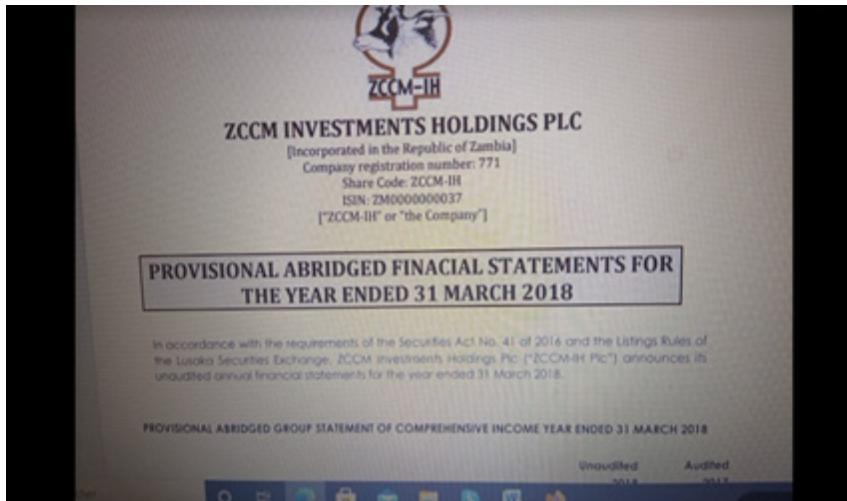 ZCCM-IH
ZCCM INVESTMENTS HOLDINGS PLC
[Incorporated in the Republic of Zambia]
Company registration number: 771
Share Code: ZCCM-IH
ISIN: ZM0000000037
["ZCCM-IH" or "the Company"]
PROVISIONAL ABRIDGED FINACIAL STATEMENTS FOR
THE YEAR ENDED 31 MARCH 2018
In accordance with the requirements of the Securities Act No. 41 of 2016 and the Listings Rules of
the Lusaka Securities Exchange, ZCCM Investments Holdings Plc ("ZCCM-IH Plc") announces its
unaudited annual financial statements for the year ended 31 March 2018.
PROVISIONAL ABRIDGED GROUP STATEMENT OF COMPREHENSIVE INCOME YEAR ENDED 31 MARCH 2018
Unaudited Audited
2018 2017